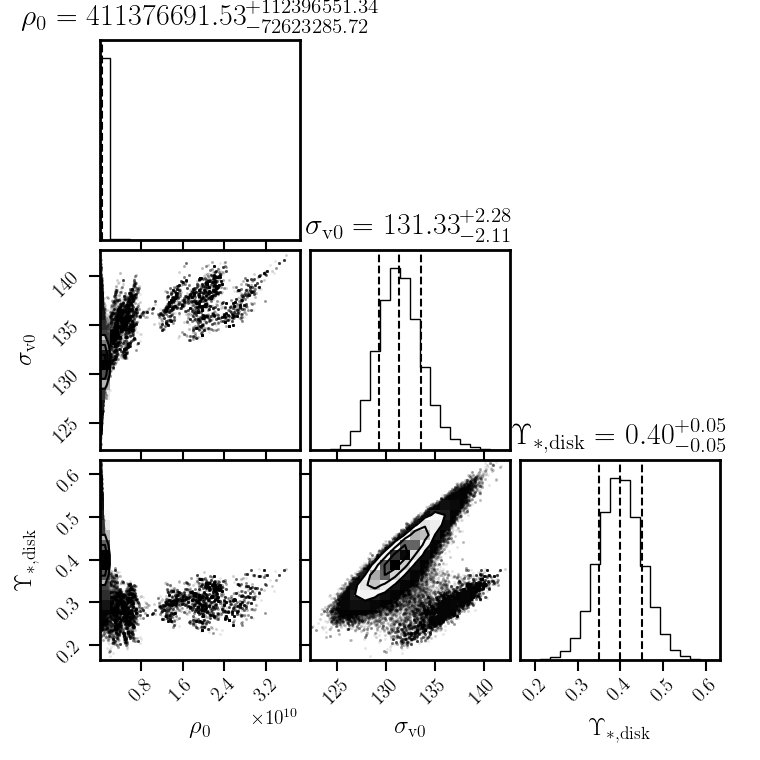 ρ₀ = 411376691.53⁺¹¹²³⁹⁶⁵⁵¹·³⁴₋₇₂₆₂₃₂₈₅.₇₂
σᵥ₀ = 131.33⁺²·²⁸₋₂.₁₁
140
135
130
125
σᵥ₀
ϒ*,disk = 0.40⁺⁰·⁰⁵₋₀.₀₅
0.6
0.5
0.4
0.3
0.2
ϒ*,disk
0.8 1.6 2.4 3.2
×10¹⁰
ρ₀
125 130 135 140
σᵥ₀
0.2 0.3 0.4 0.5 0.6
ϒ*,disk